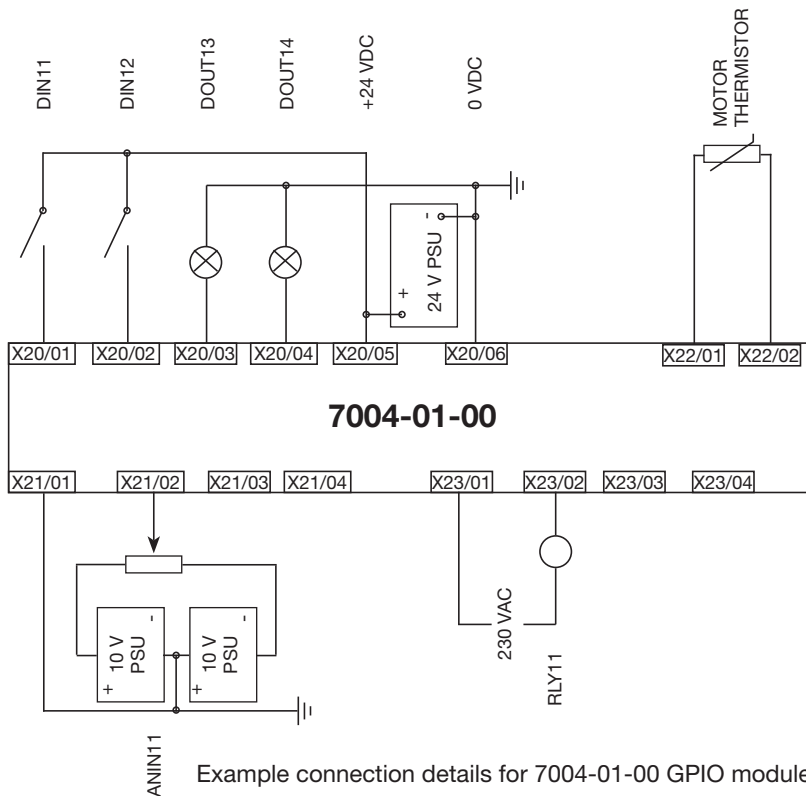 DIN11
DIN12
DOUT13
DOUT14
+24 VDC
0 VDC
MOTOR
THERMISTOR
-
+
24 V PSU
X20/01
X20/02
X20/03
X20/04
X20/05
X20/06
X22/01
X22/02
7004-01-00
X21/01
X21/02
X21/03
X21/04
X23/01
X23/02
X23/03
X23/04
-
10 V
PSU
+
-
10 V
PSU
+
230 VAC
RLY11
ANIN11
Example connection details for 7004-01-00 GPIO module